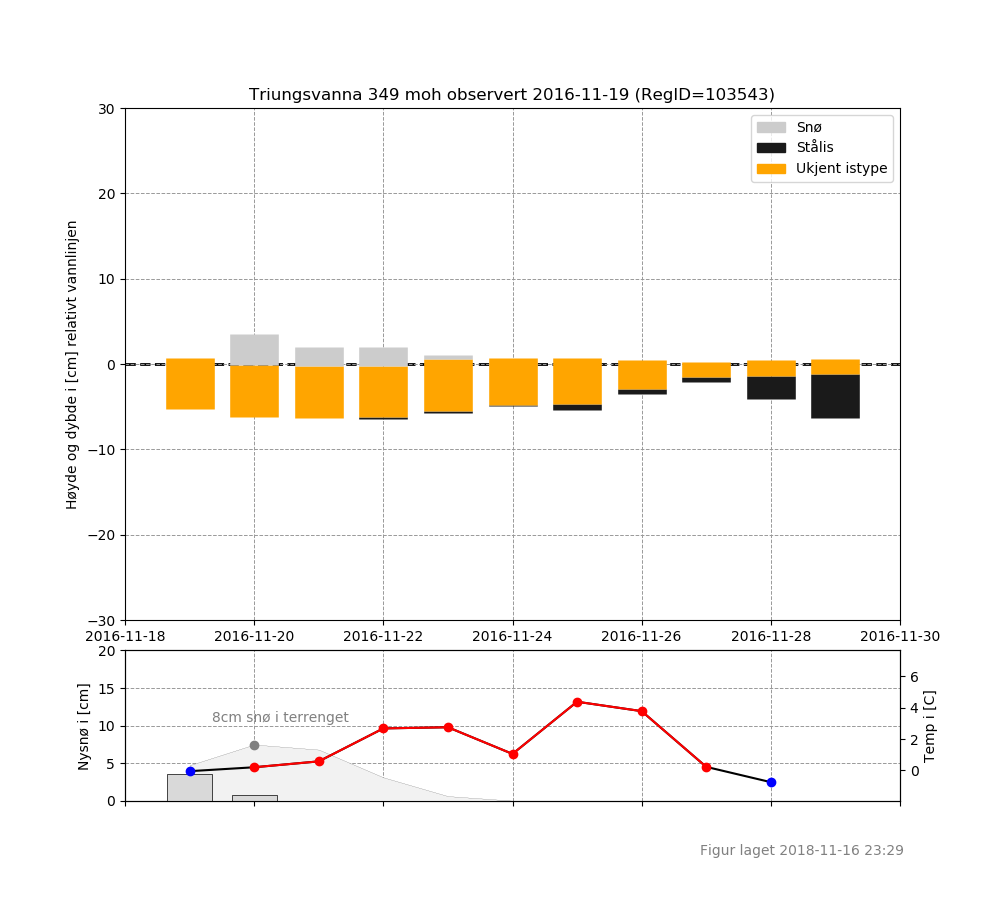 Triungsvanna 349 moh observert 2016-11-19 (RegID=103543)
Snø
Stålis
Ukjent istype
Høyde og dybde i [cm] relativt vannlinjen
30
20
10
0
−10
−20
−30
2016-11-18 2016-11-20 2016-11-22 2016-11-24 2016-11-26 2016-11-28 2016-11-30
Nysnø i [cm]
20
15
10
5
0
8cm snø i terrenget
6
4
2
0
Temp i [C]
Figur laget 2018-11-16 23:29